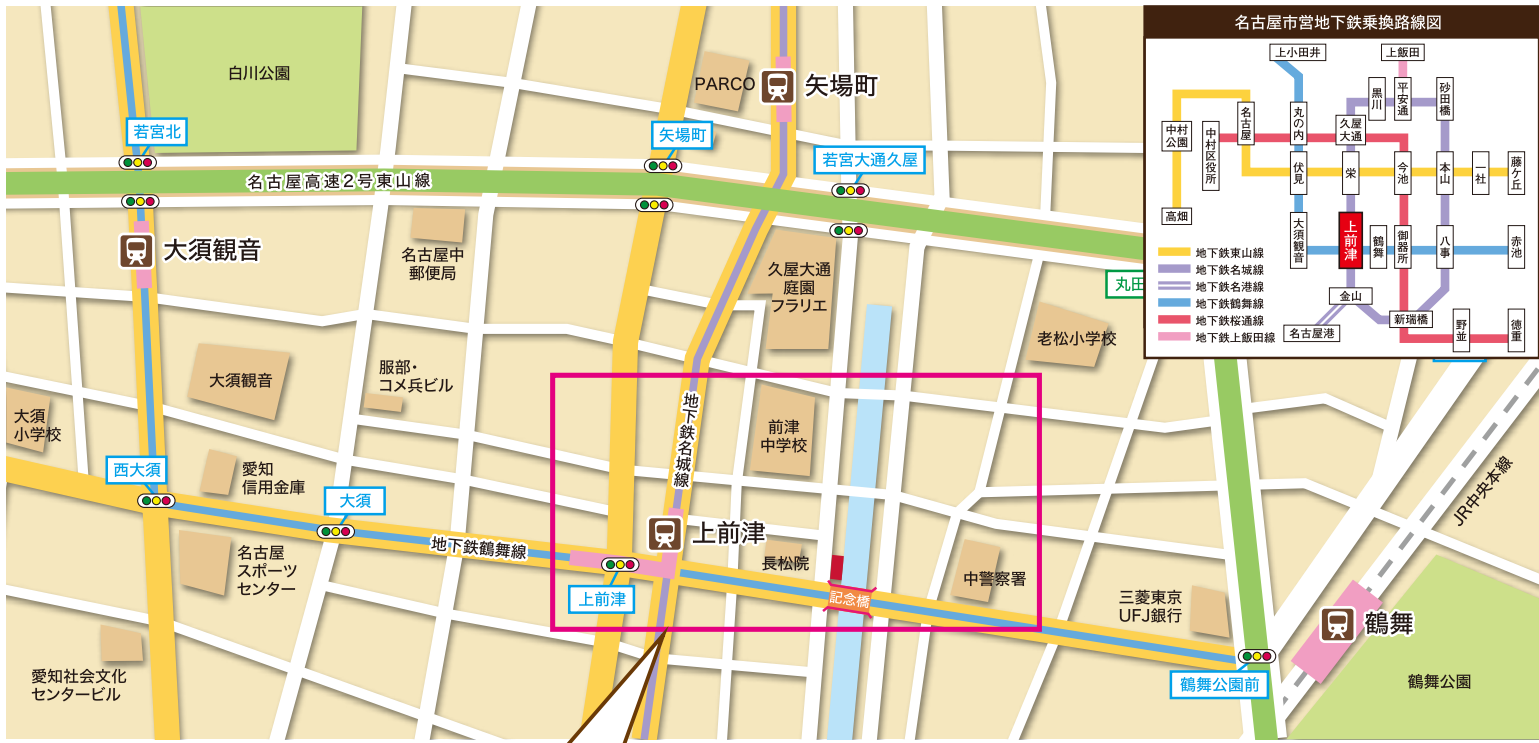 白川公園
PARCO
矢場町
若宮北
矢場町
若宮大通久屋
名古屋高速2号東山線
大須観音
名古屋中
郵便局
久屋大通
庭園
フラリエ
丸田
老松小学校
大須観音
服部・
コメ兵ビル
大須
小学校
地下鉄名城線
前津
中学校
西大須
愛知
信用金庫
大須
JR中央本線
上前津
地下鉄鶴舞線
名古屋
スポーツ
センター
長松院
中警察署
上前津
記念橋
三菱東京
UFJ銀行
鶴舞
愛知社会文化
センタービル
鶴舞公園前
鶴舞公園
名古屋市営地下鉄乗換路線図
上小田井
上飯田
黒川
平安通
砂田橋
名古屋
丸の内
久屋
大通
中村
公園
中村区役所
伏見
栄
今池
本山
一社
藤ケ丘
高畑
大須観音
上前津
鶴舞
御器所
八事
赤池
地下鉄東山線
地下鉄名城線
地下鉄名港線
地下鉄鶴舞線
地下鉄桜通線
地下鉄上飯田線
金山
名古屋港
新瑞橋
野並
徳重